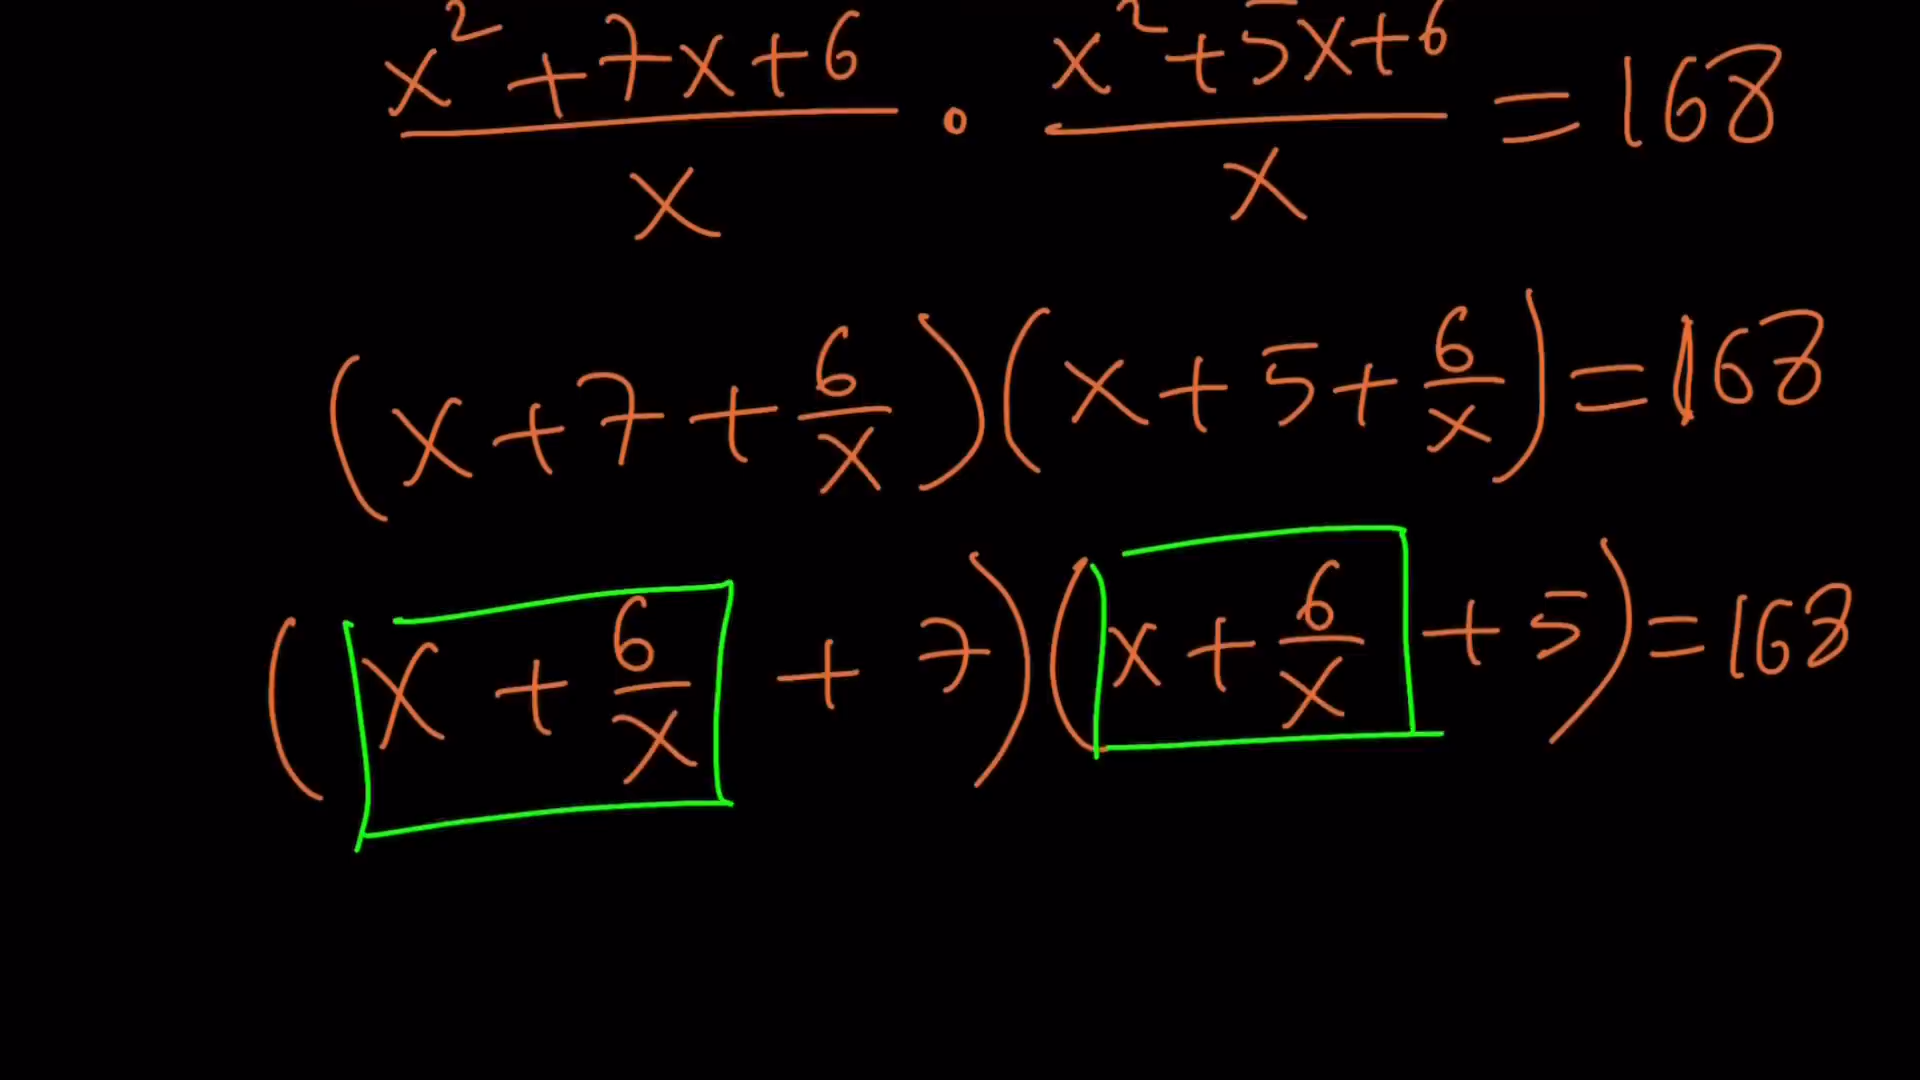 (x² + 7x + 6)/x · (x² + 5x + 6)/x = 168
(x + 7 + 6/x)(x + 5 + 6/x) = 168
(x + 6/x + 7)(x + 6/x + 5) = 168